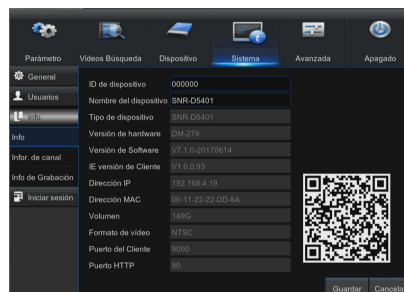 Parámetro Videos Búsqueda Dispositivo Sistema Avanzada Apagado
General
Usuarios
Info
Info
Infor. de canal
Info de Grabación
Iniciar sesión
ID de dispositivo 000000
Nombre del dispositivo SNR-D5401
Tipo de dispositivo SNR-D5401
Versión de hardware DM-279
Versión de Software V7.1.0-20170614
IE versión de Cliente V1.0.0.93
Dirección IP 192.168.4.19
Dirección MAC 00-11-22-22-DD-8A
Volumen 149G
Formato de vídeo NTSC
Puerto del Cliente 9000
Puerto HTTP 80
Guardar Cancela